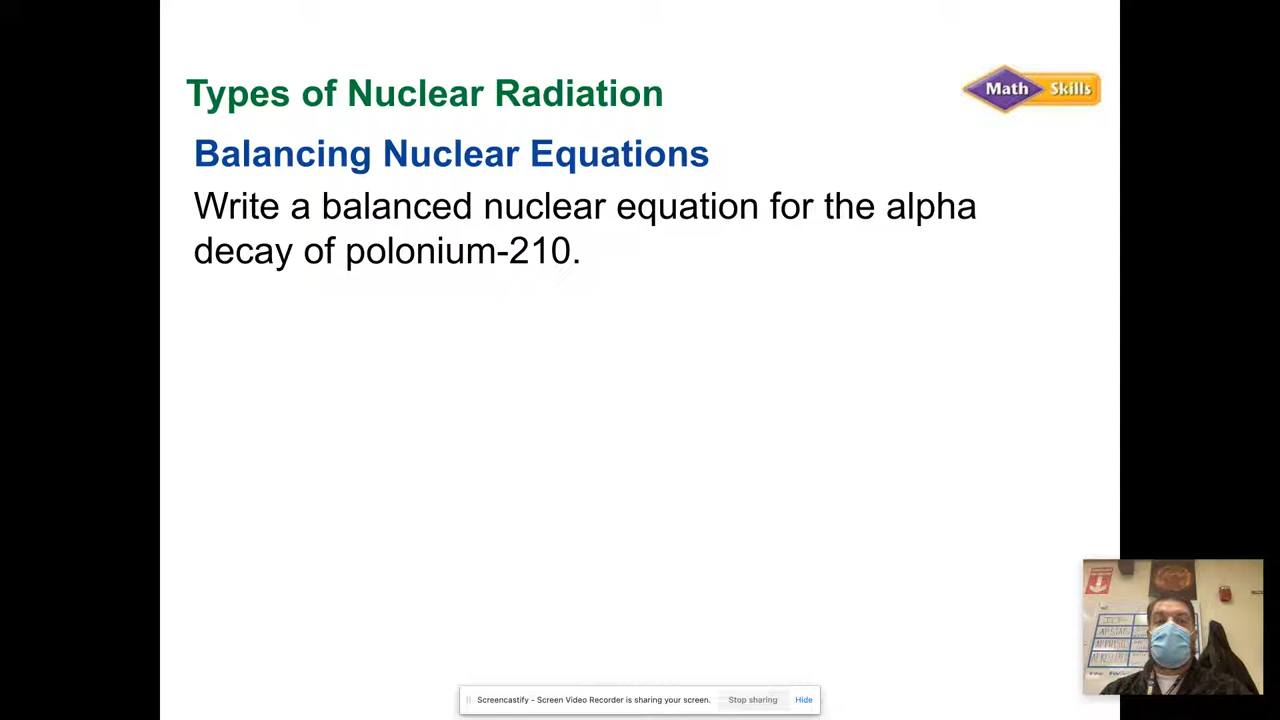 Types of Nuclear Radiation
Math Skills
Balancing Nuclear Equations
Write a balanced nuclear equation for the alpha
decay of polonium-210.
Screencastify - Screen Video Recorder is sharing your screen. Stop sharing Hide